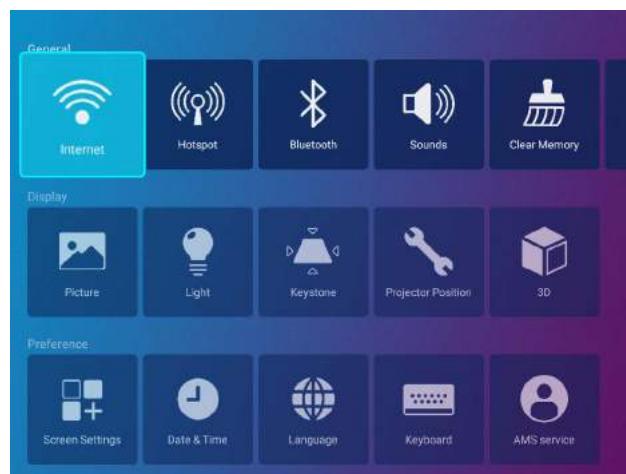 General
Internet
Hotspot
Bluetooth
Sounds
Clear Memory
Display
Picture
Light
Keystone
Projector Position
3D
Preference
Screen Settings
Date & Time
Language
Keyboard
AMS service